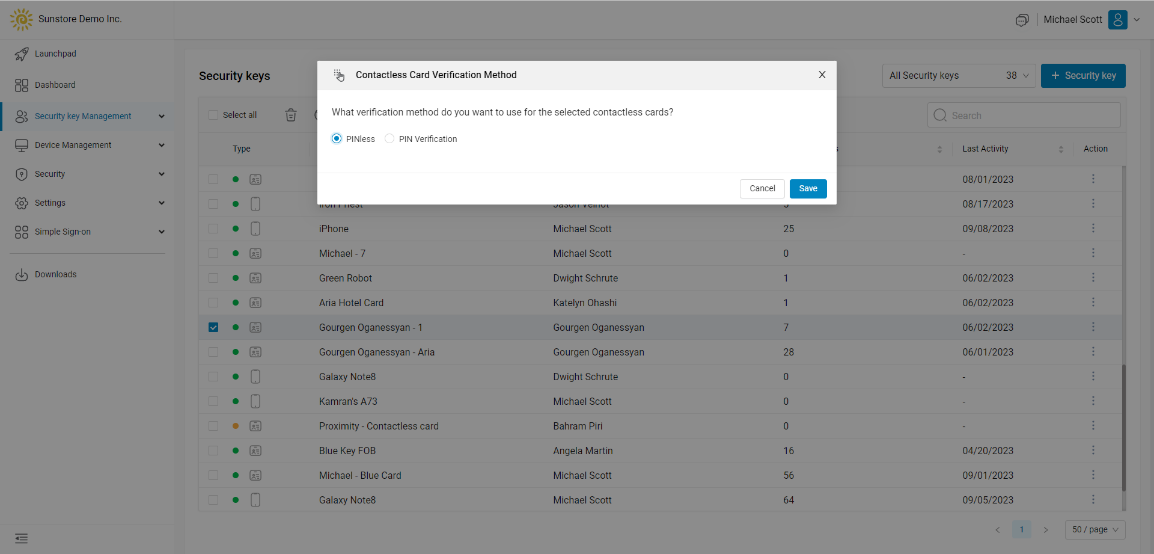 Sunstore Demo Inc.
Michael Scott
Launchpad
Dashboard
Security key Management
Device Management
Security
Settings
Simple Sign-on
Downloads
Security keys
All Security keys 38
+ Security key
Select all
Search
Contactless Card Verification Method
X
What verification method do you want to use for the selected contactless cards?
PINless PIN Verification
Cancel Save
Type Last Activity Action
08/01/2023
08/17/2023
iPhone Michael Scott 25 09/08/2023
Michael - 7 Michael Scott 0 -
Green Robot Dwight Schrute 1 06/02/2023
Aria Hotel Card Katelyn Ohashi 1 06/02/2023
Gourgen Oganessyan - 1 Gourgen Oganessyan 7 06/02/2023
Gourgen Oganessyan - Aria Gourgen Oganessyan 28 06/01/2023
Galaxy Note8 Dwight Schrute 0 -
Kamran's A73 Michael Scott 0 -
Proximity - Contactless card Bahram Piri 0 -
Blue Key FOB Angela Martin 16 04/20/2023
Michael - Blue Card Michael Scott 56 09/01/2023
Galaxy Note8 Michael Scott 64 09/05/2023
< 1 > 50 / page